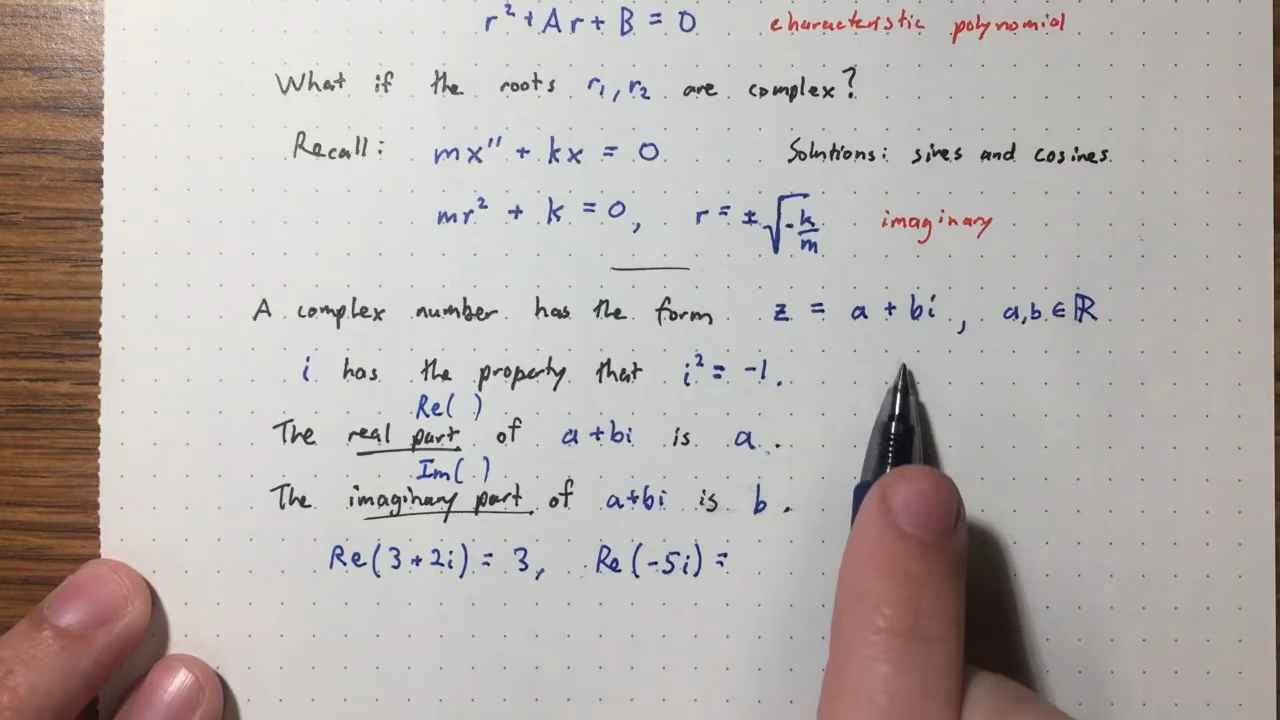 r² + Ar + B = 0 characteristic polynomial
What if the roots r₁, r₂ are complex?
Recall: mx'' + kx = 0 Solutions: sines and cosines
mr² + k = 0, r = ±√(-k/m) imaginary
A complex number has the form z = a + bi, a,b ∈ ℝ
i has the property that i² = -1.
Re( )
The real part of a+bi is a.
Im( )
The imaginary part of a+bi is b.
Re(3+2i) = 3, Re(-5i) =